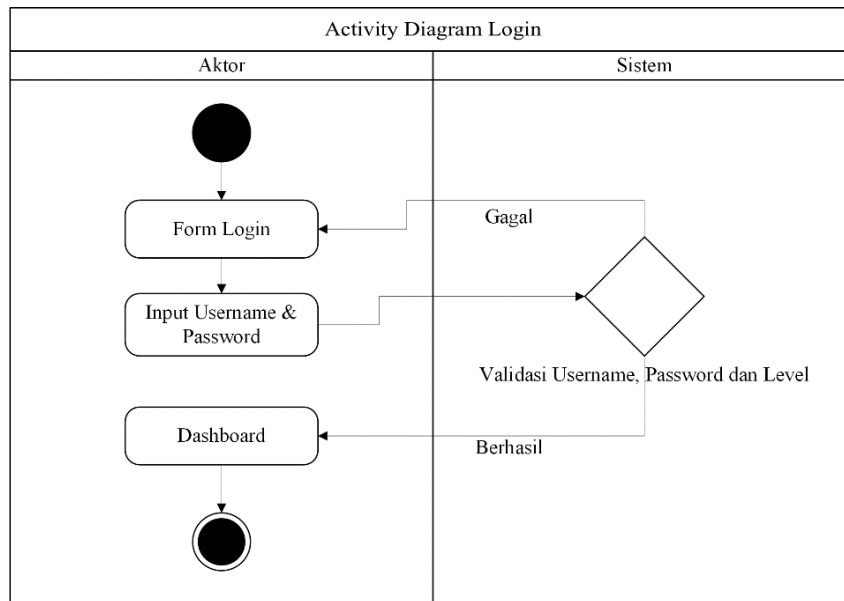 Activity Diagram Login
Aktor
Sistem
Form Login
Gagal
Input Username &
Password
Validasi Username, Password dan Level
Dashboard
Berhasil